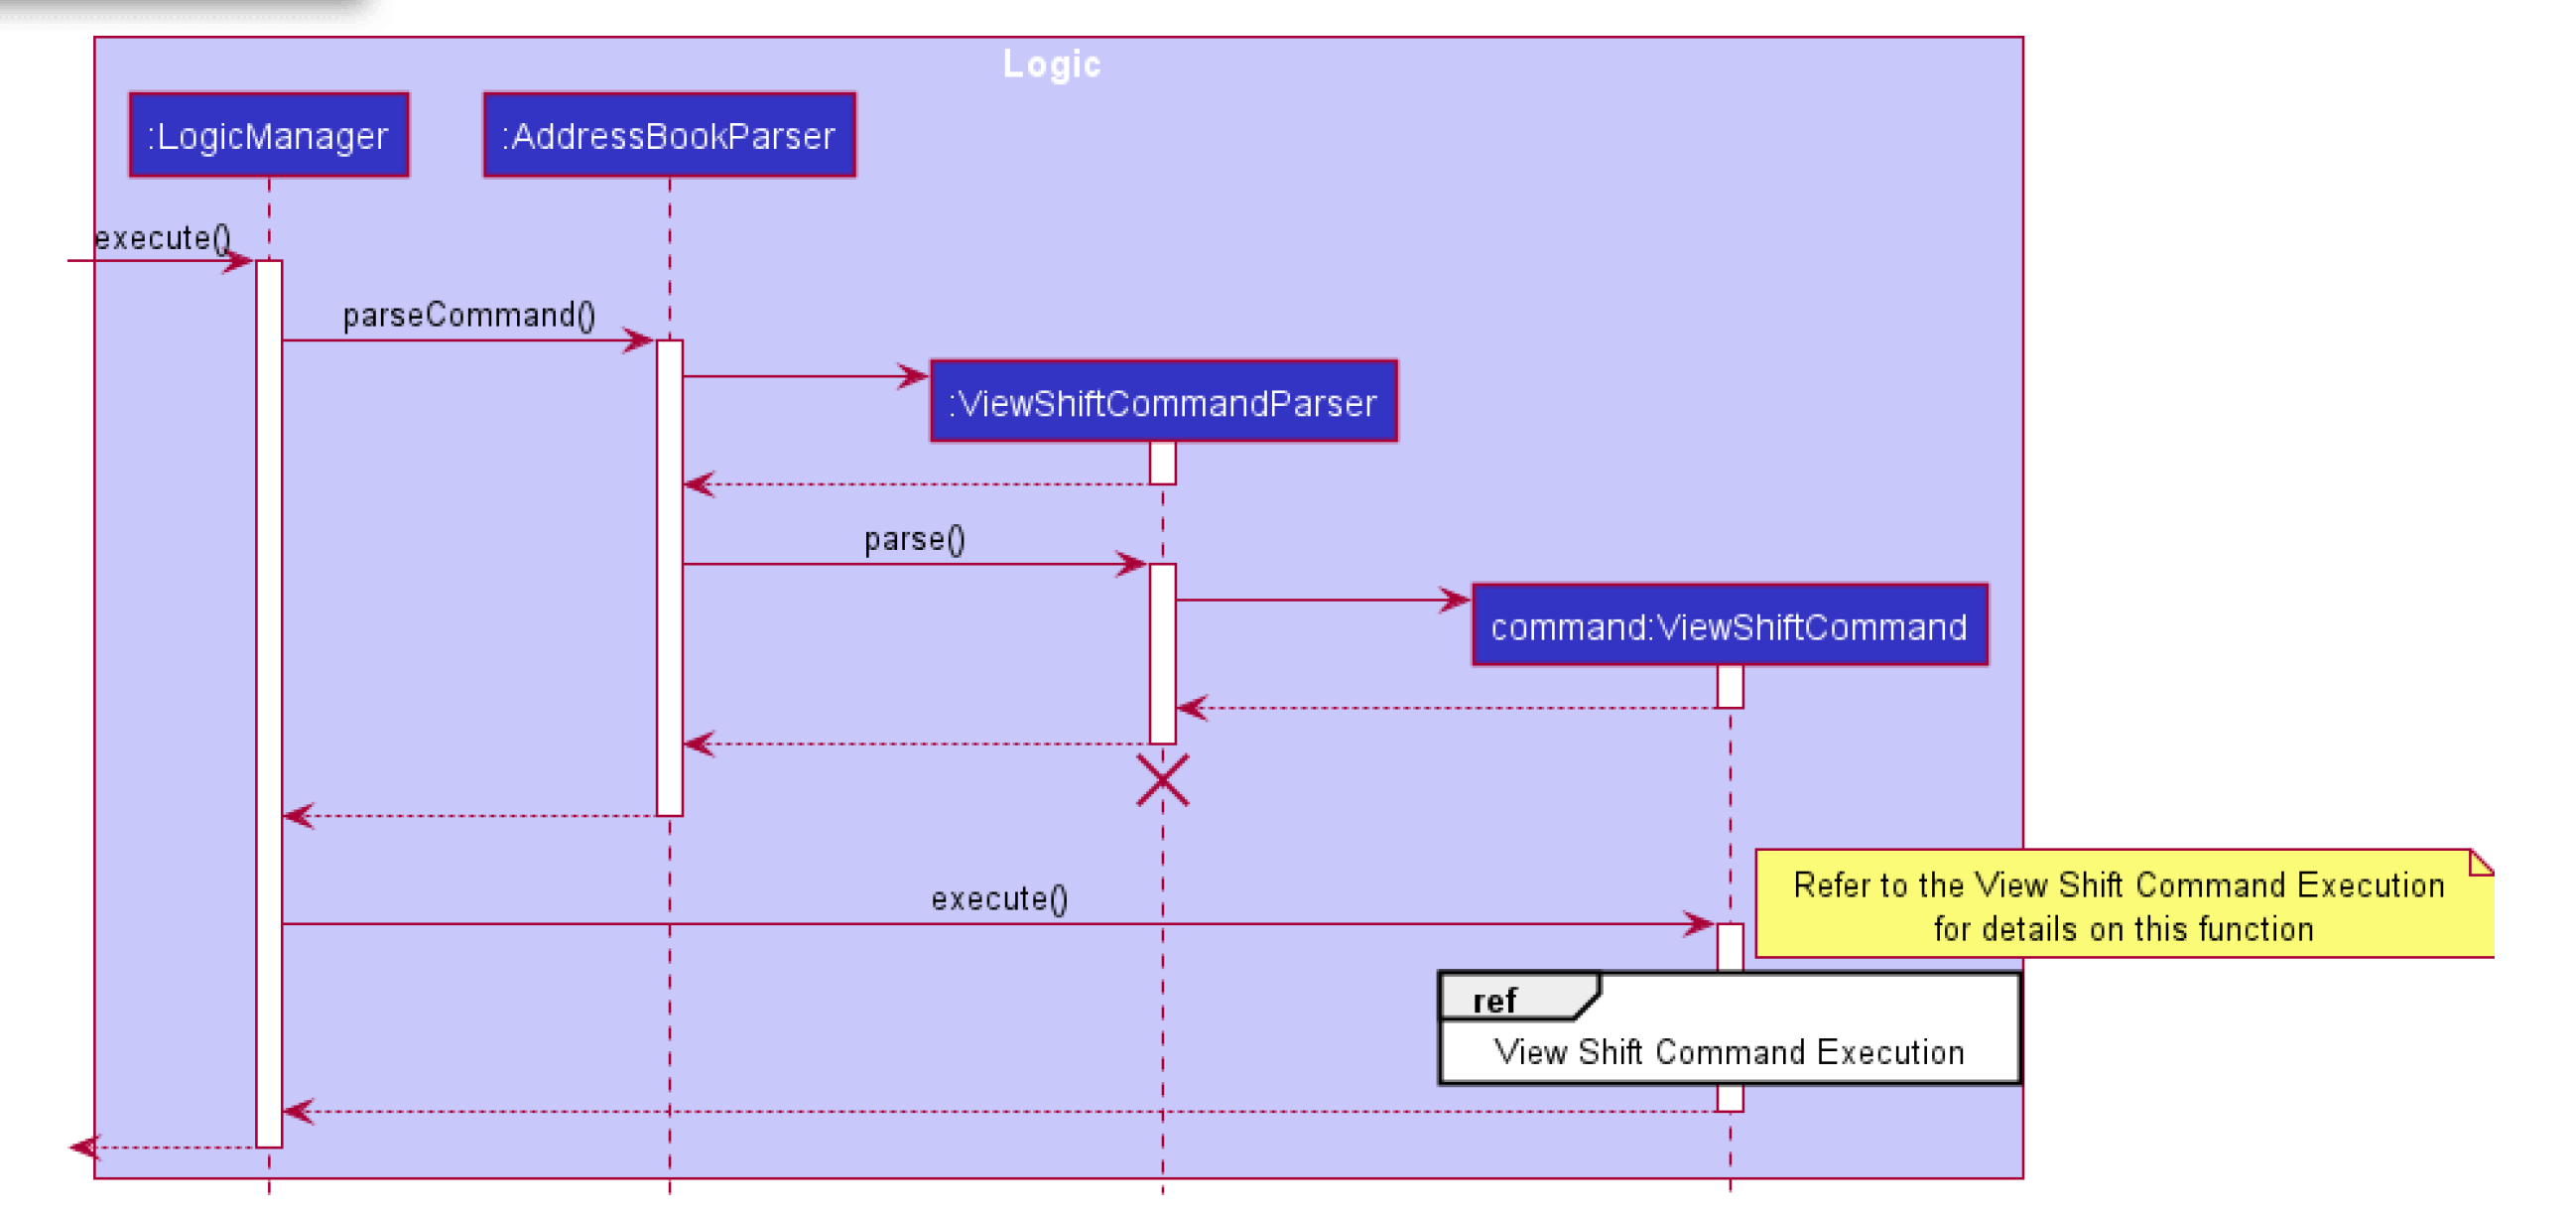 Logic
:LogicManager
:AddressBookParser
execute()
parseCommand()
:ViewShiftCommandParser
parse()
command:ViewShiftCommand
Refer to the View Shift Command Execution
for details on this function
execute()
ref
View Shift Command Execution